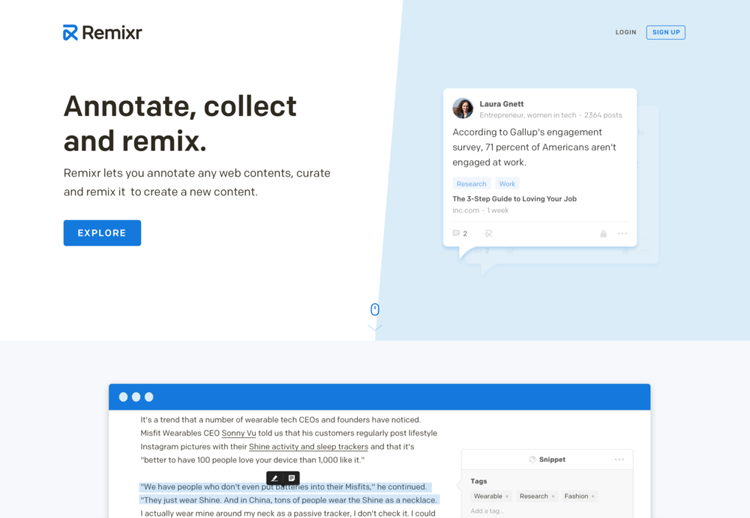 Remixr
LOGIN
SIGN UP
Annotate, collect
and remix.
Remixr lets you annotate any web contents, curate
and remix it to create a new content.
EXPLORE
Laura Gnett
Entrepreneur, women in tech · 2364 posts
According to Gallup's engagement
survey, 71 percent of Americans aren't
engaged at work.
Research Work
The 3-Step Guide to Loving Your Job
inc.com · 1 week
2
It's a trend that a number of wearable tech CEOs and founders have noticed.
Misfit Wearables CEO Sonny Vu told us that his customers regularly post lifestyle
Instagram pictures with their Shine activity and sleep trackers and that it's
"better to have 100 people love your device than 1,000 like it."
"We have people who don't even put batteries into their Misfits," he continued.
"They just wear Shine. And in China, tons of people wear the Shine as a necklace.
I actually wear mine around my neck as a passive tracker, I don't check it. I could
Snippet
Tags
Wearable × Research × Fashion ×
Add a tag...